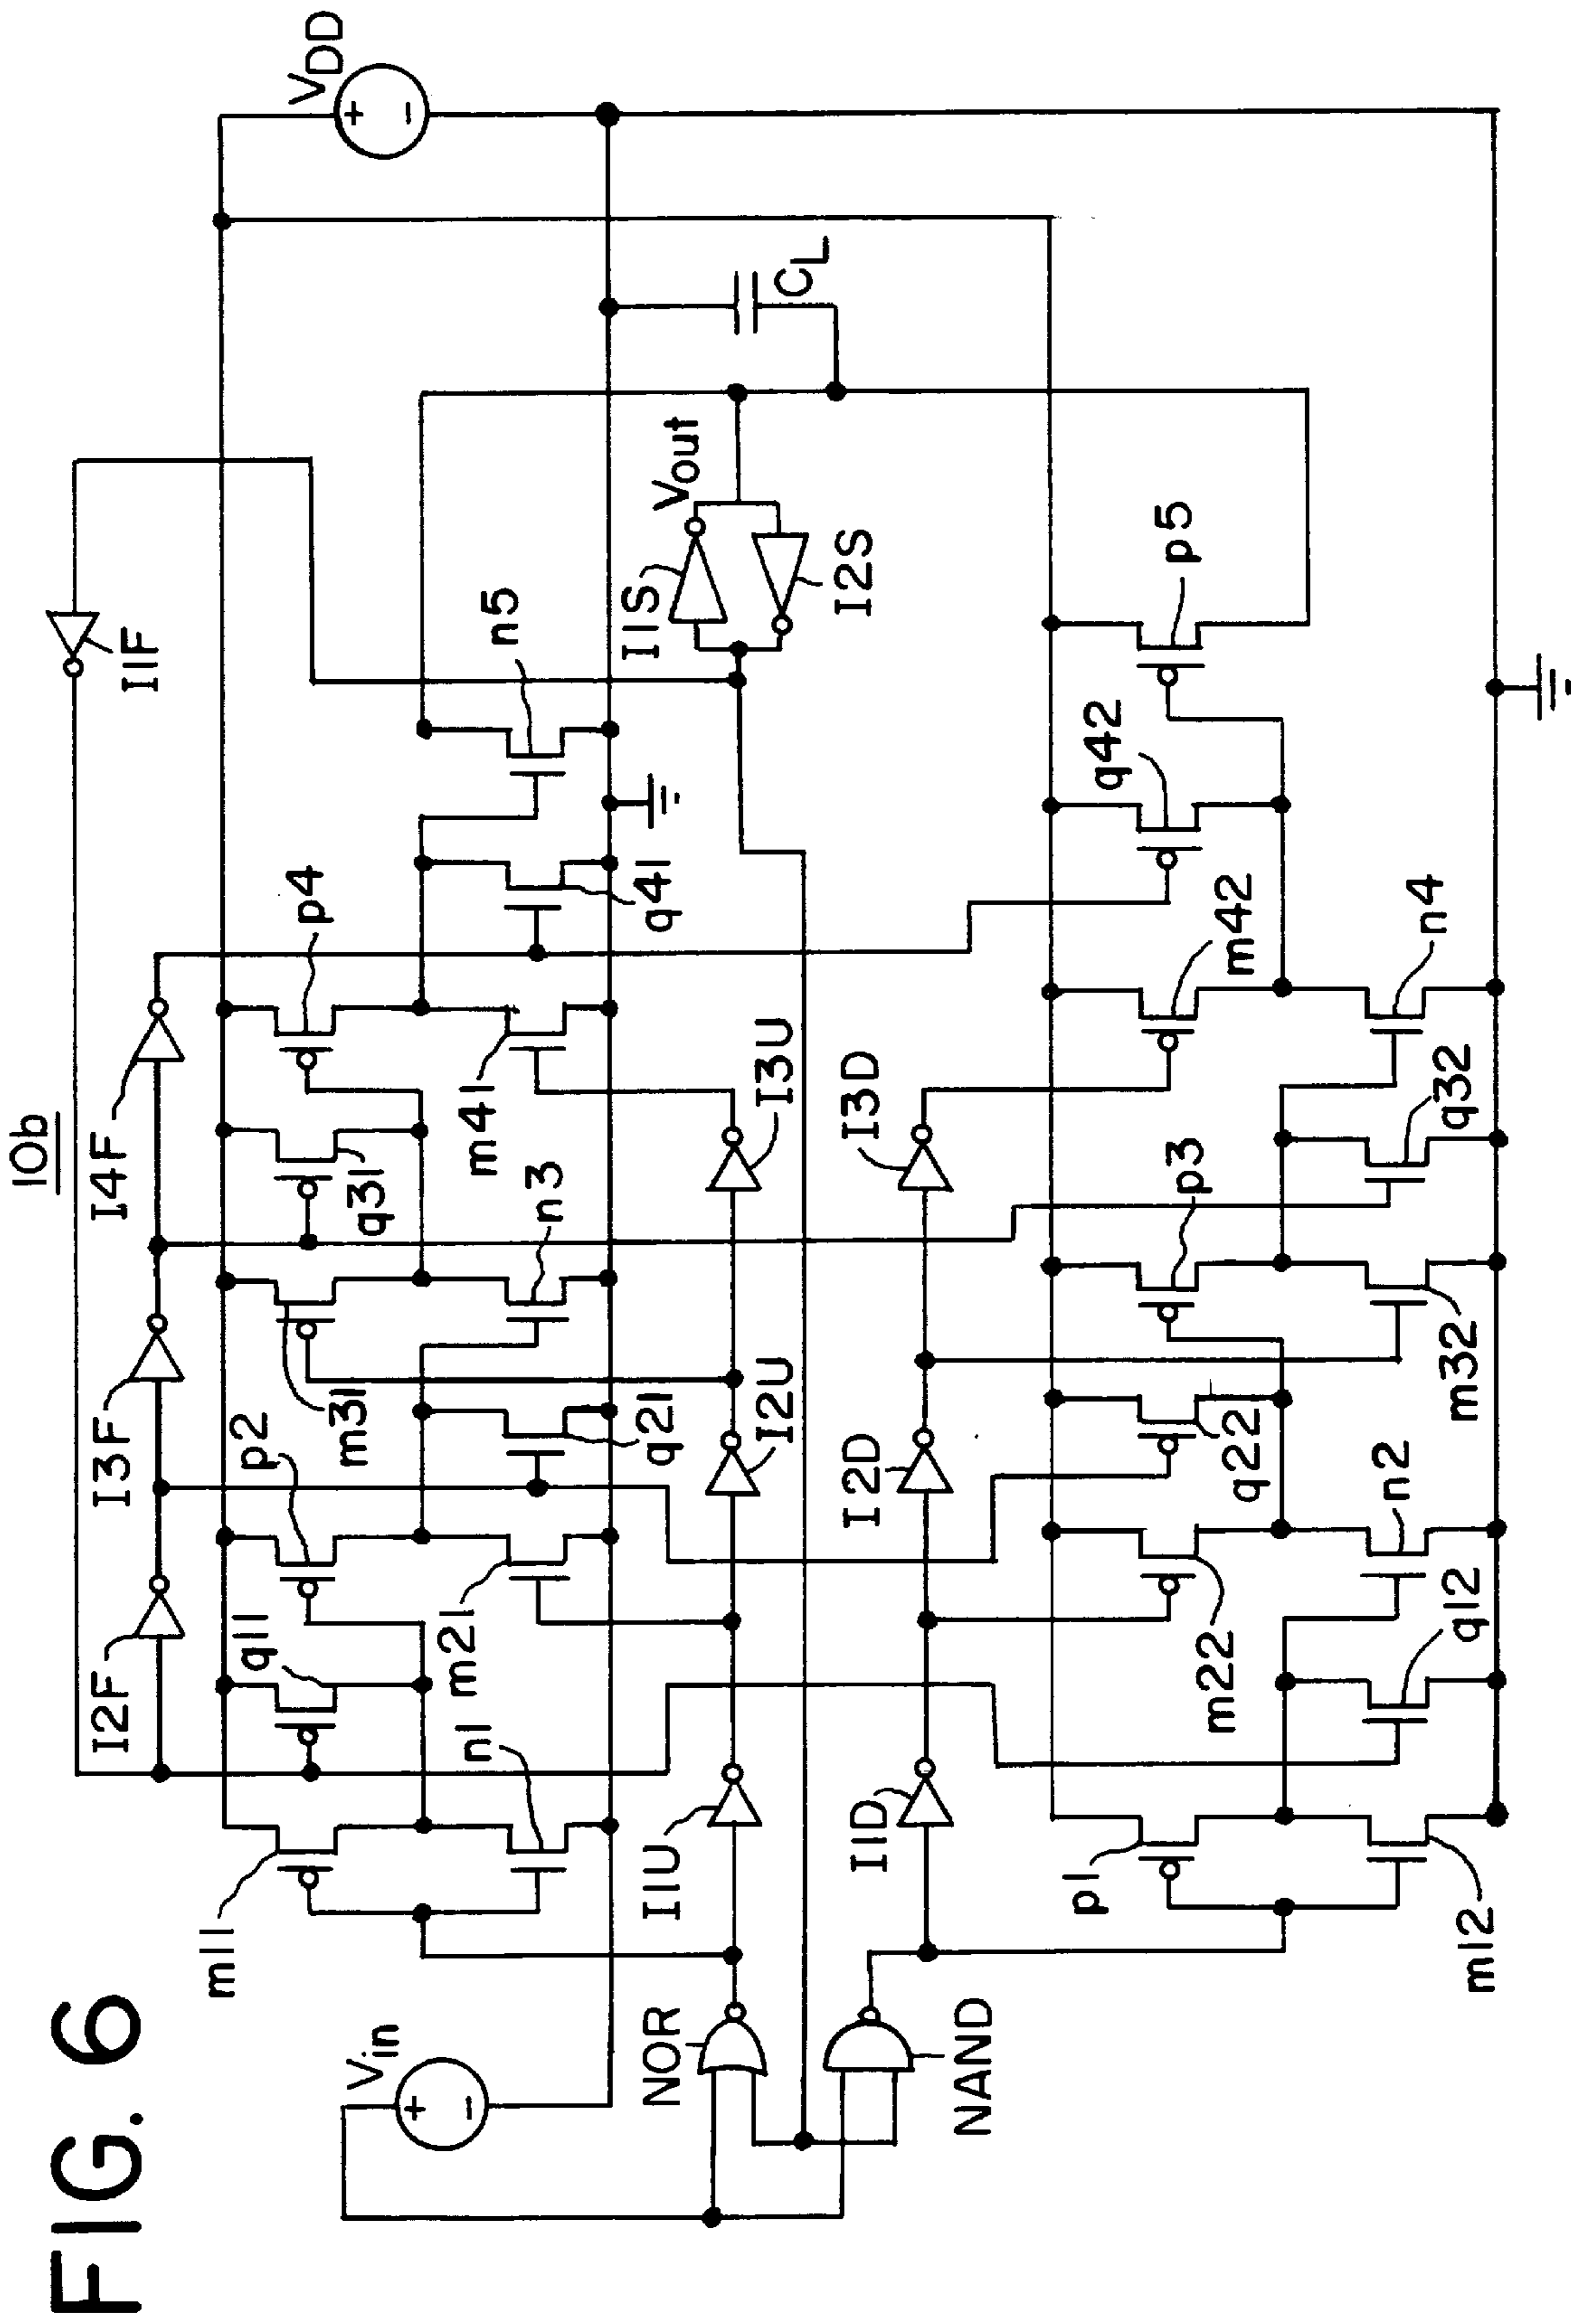 FIG. 6
10b
VDD
I1F
I4F
I3F
I2F
p4
n5
q31
q41
m41
n3
m31
p2
q21
q11
m21
n1
m11
Vin
Vout
I1S
I2S
CL
I3U
I2U
I1U
NOR
NAND
I3D
I2D
I1D
p5
q42
m42
n4
q32
p3
m32
q22
n2
m22
q12
p1
m12
+
-
+
-